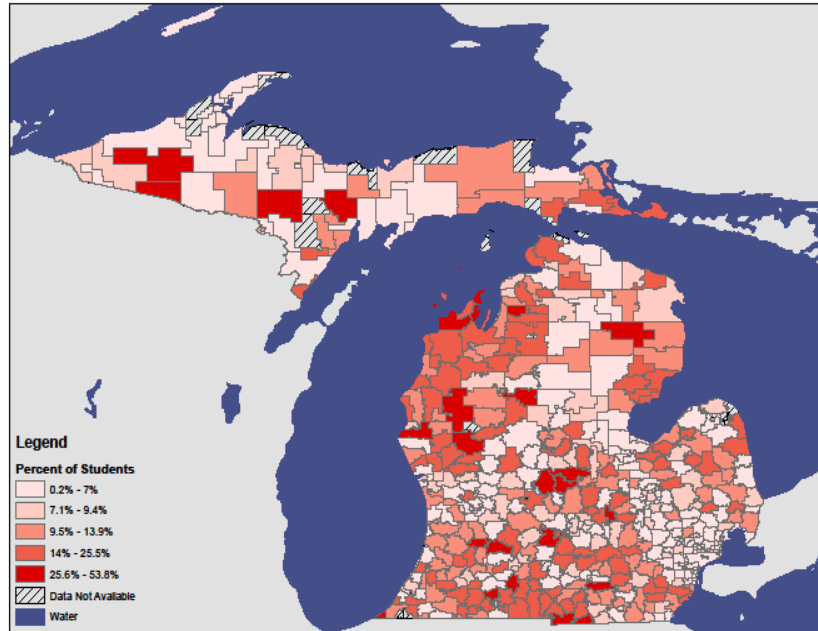 Legend
Percent of Students
0.2% - 7%
7.1% - 9.4%
9.5% - 13.9%
14% - 25.5%
25.6% - 53.8%
Data Not Available
Water